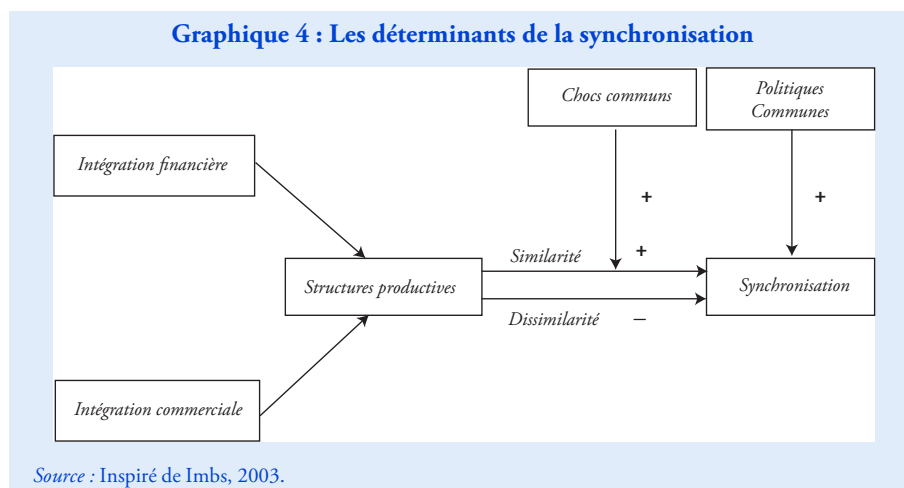 Graphique 4 : Les déterminants de la synchronisation
Chocs communs
Politiques
Communes
Intégration financière
+
+
Similarité
+
Structures productives
Synchronisation
Dissimilarité
−
Intégration commerciale
Source : Inspiré de Imbs, 2003.